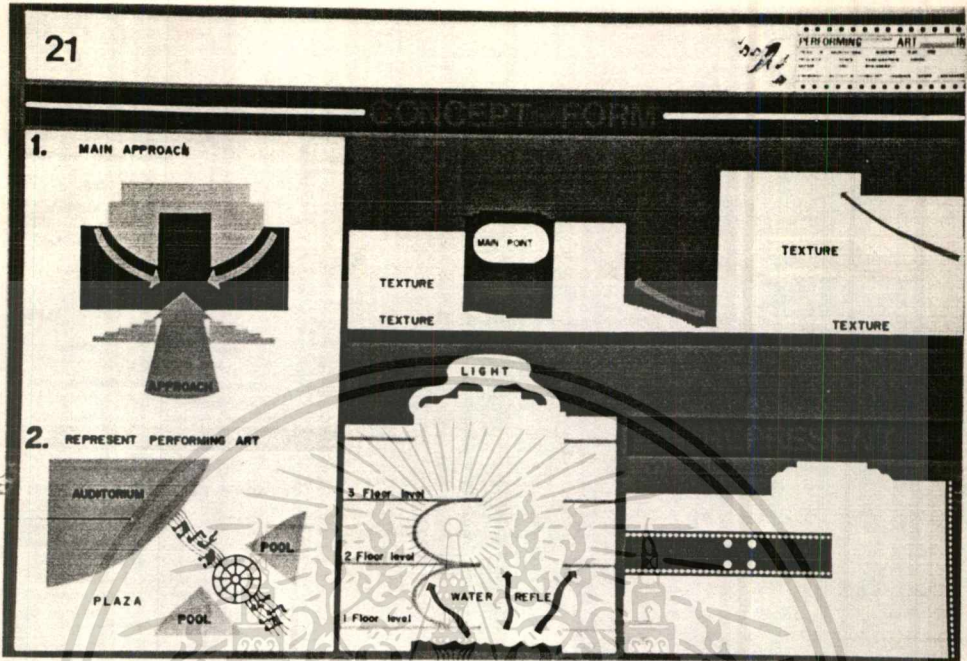 21
PERFORMING ART IN
CONCEPT FORM
1. MAIN APPROACH
APPROACH
MAIN POINT
TEXTURE
TEXTURE
TEXTURE
TEXTURE
2. REPRESENT PERFORMING ART
AUDITORIUM
POOL
PLAZA
POOL
LIGHT
3 Floor level
2 Floor level
WATER REFLE
1 Floor level